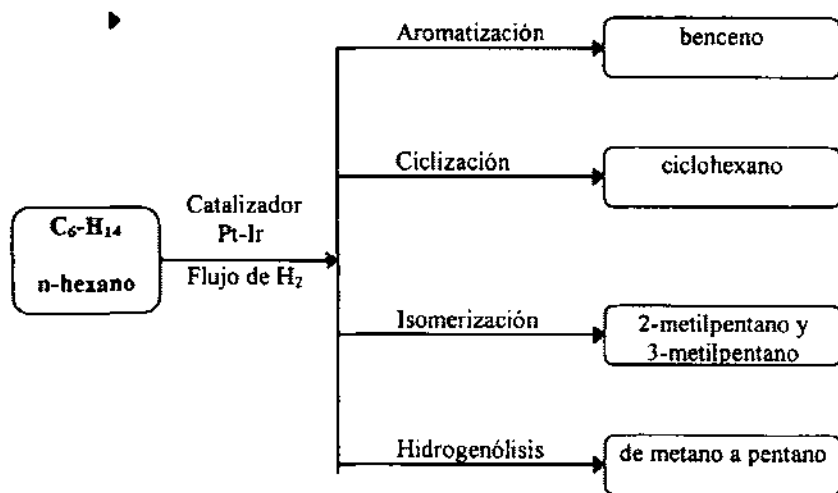 Aromatización
benceno
Ciclización
ciclohexano
C₆-H₁₄
n-hexano
Catalizador
Pt-Ir
Flujo de H₂
Isomerización
2-metilpentano y
3-metilpentano
Hidrogenólisis
de metano a pentano